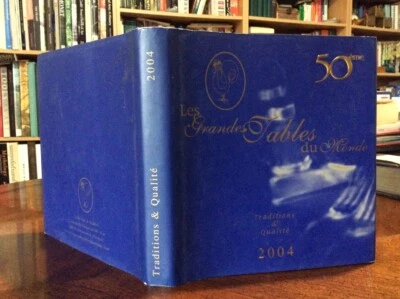 50ème
Les
Grandes Tables
du Monde
Traditions
&
Qualité
2004
Traditions & Qualité 2004